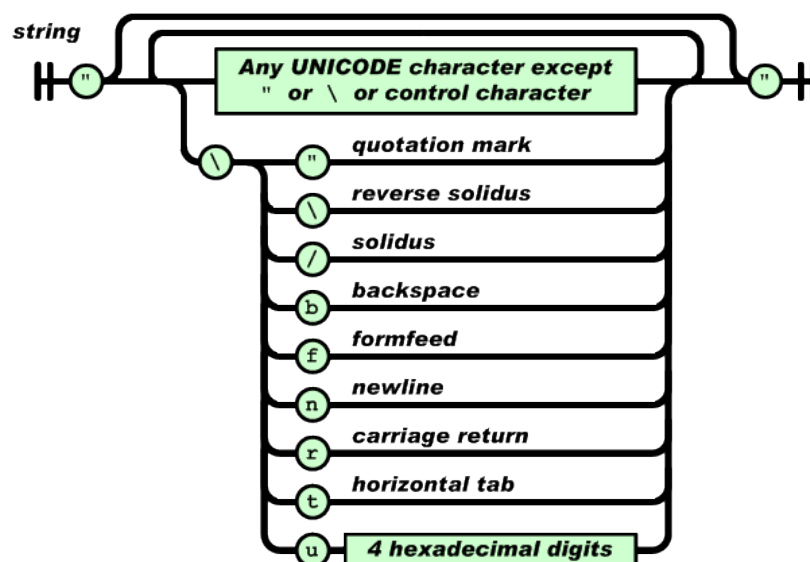 string
" Any UNICODE character except "
" or \ or control character
\ " quotation mark
\ reverse solidus
/ solidus
b backspace
f formfeed
n newline
r carriage return
t horizontal tab
u 4 hexadecimal digits